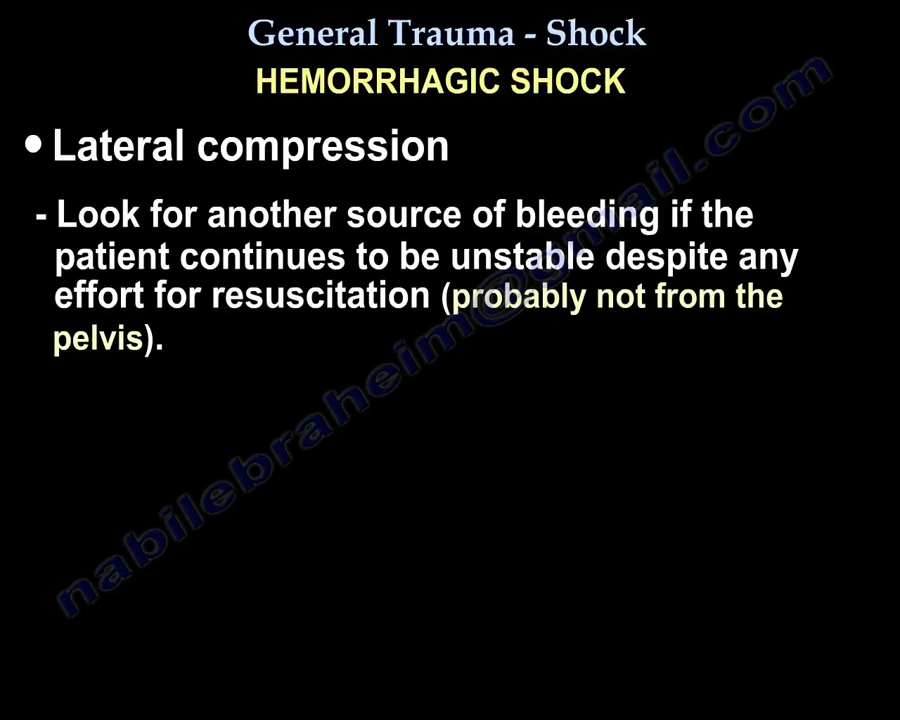 General Trauma - Shock
HEMORRHAGIC SHOCK
• Lateral compression
- Look for another source of bleeding if the
patient continues to be unstable despite any
effort for resuscitation (probably not from the
pelvis).
nabilebraheim@gmail.com